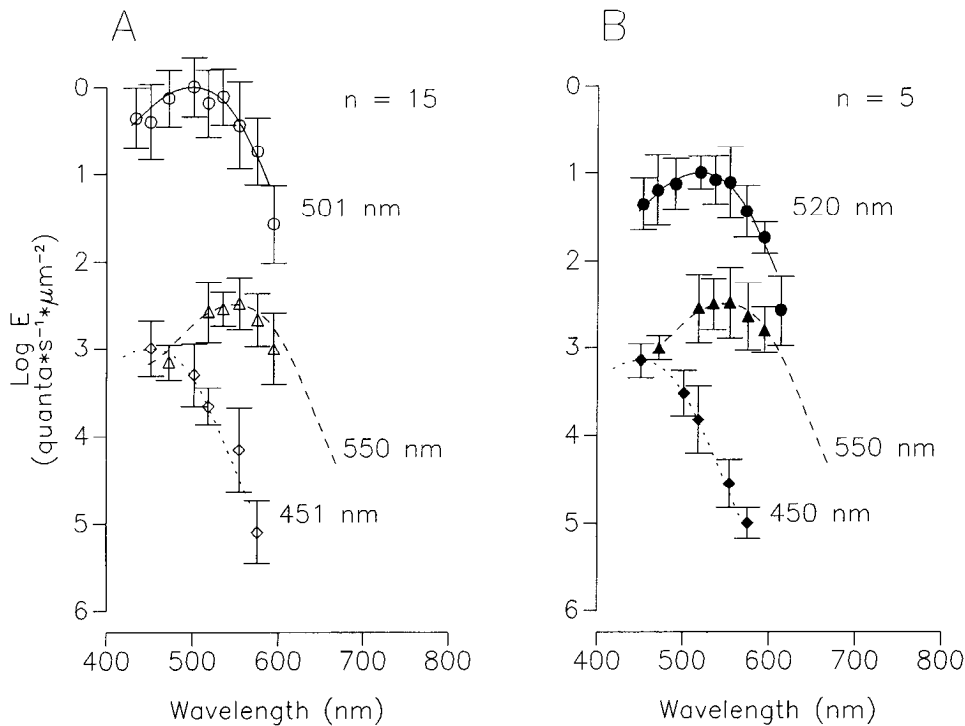 A
B
n = 15
n = 5
501 nm
520 nm
550 nm
550 nm
451 nm
450 nm
Log E
(quanta*s⁻¹*μm⁻²)
0
1
2
3
4
5
6
0
1
2
3
4
5
6
400 500 600 700 800
400 500 600 700 800
Wavelength (nm)
Wavelength (nm)